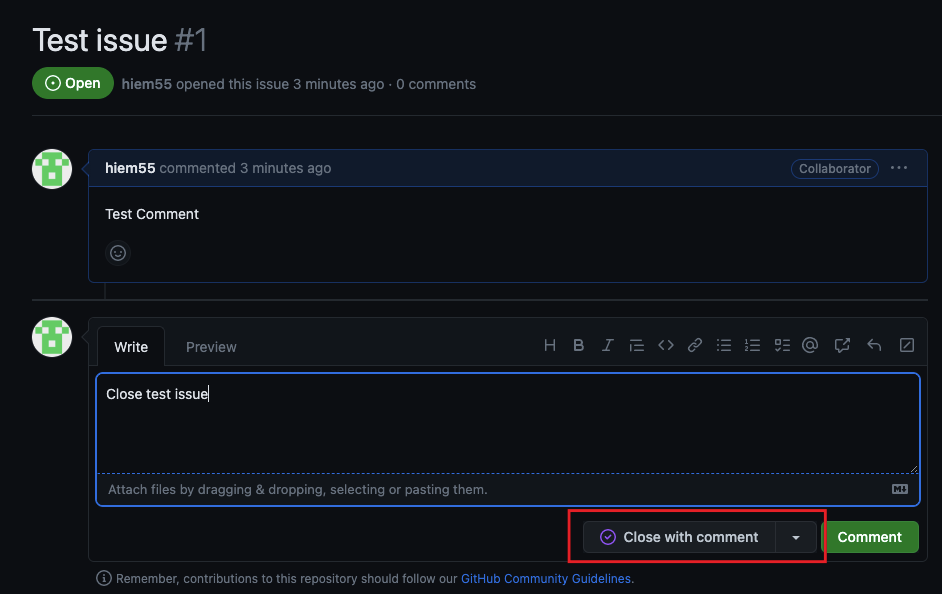 Test issue #1
Open hiem55 opened this issue 3 minutes ago · 0 comments
hiem55 commented 3 minutes ago Collaborator
Test Comment
Write Preview
Close test issue
Attach files by dragging & dropping, selecting or pasting them.
Close with comment Comment
Remember, contributions to this repository should follow our GitHub Community Guidelines.